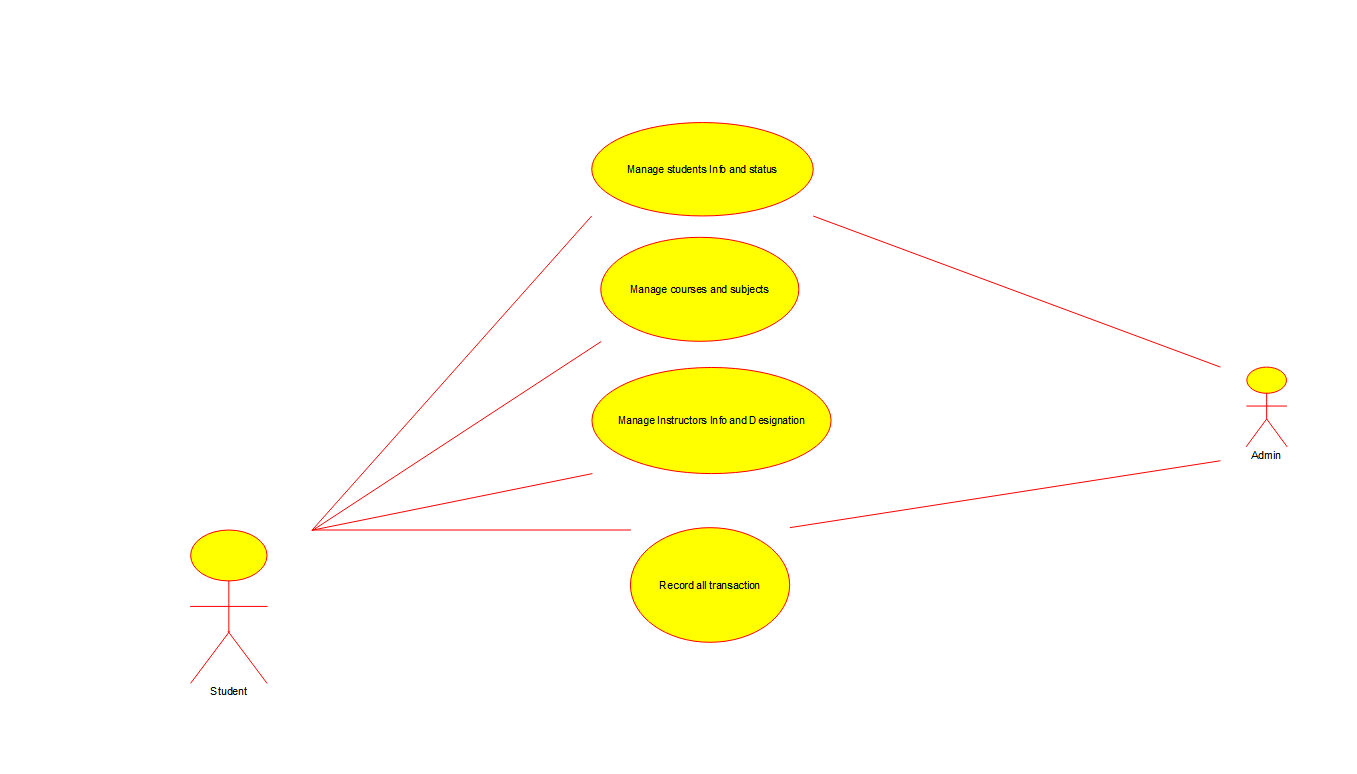 Manage students Info and status
Manage courses and subjects
Manage Instructors Info and Designation
Admin
Record all transaction
Student